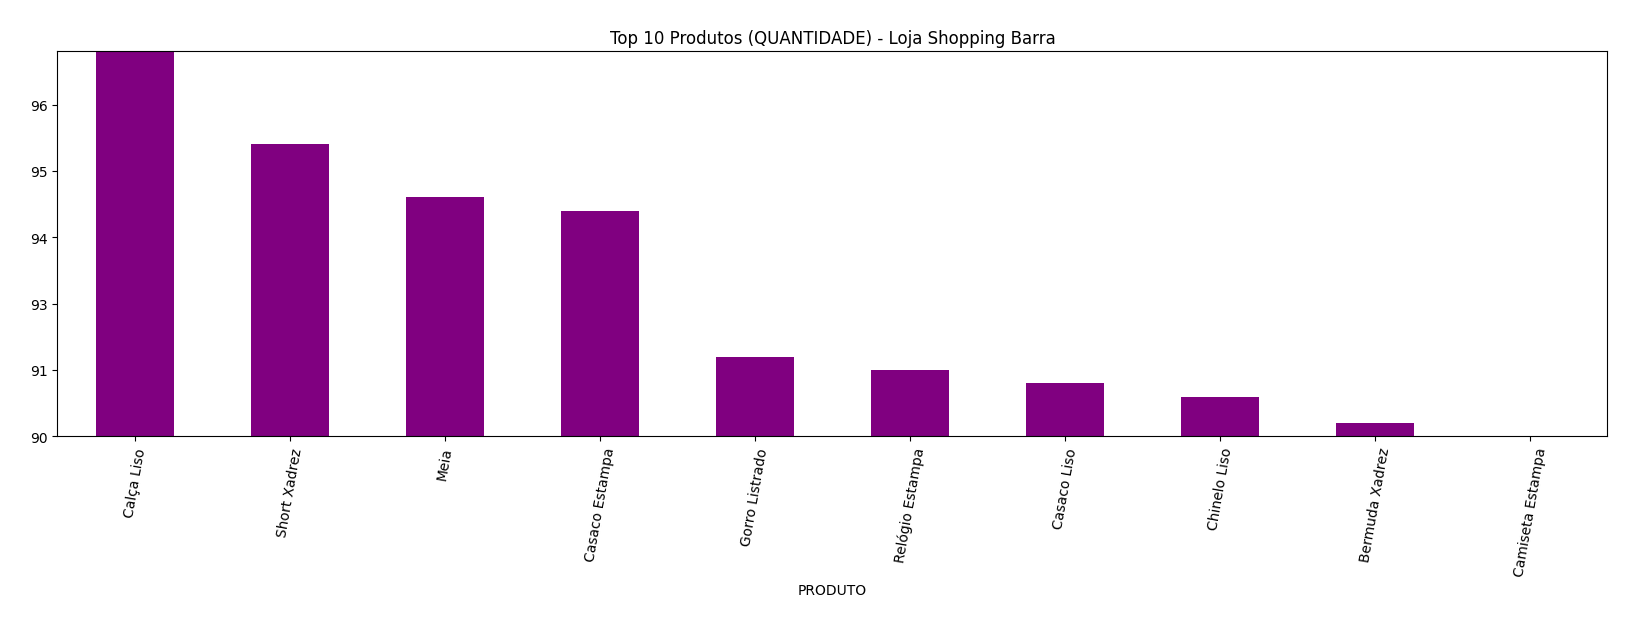 Top 10 Produtos (QUANTIDADE) - Loja Shopping Barra
96
95
94
93
91
90
Calça Liso
Short Xadrez
Meia
Casaco Estampa
Gorro Listrado
Relógio Estampa
Casaco Liso
Chinelo Liso
Bermuda Xadrez
Camiseta Estampa
PRODUTO